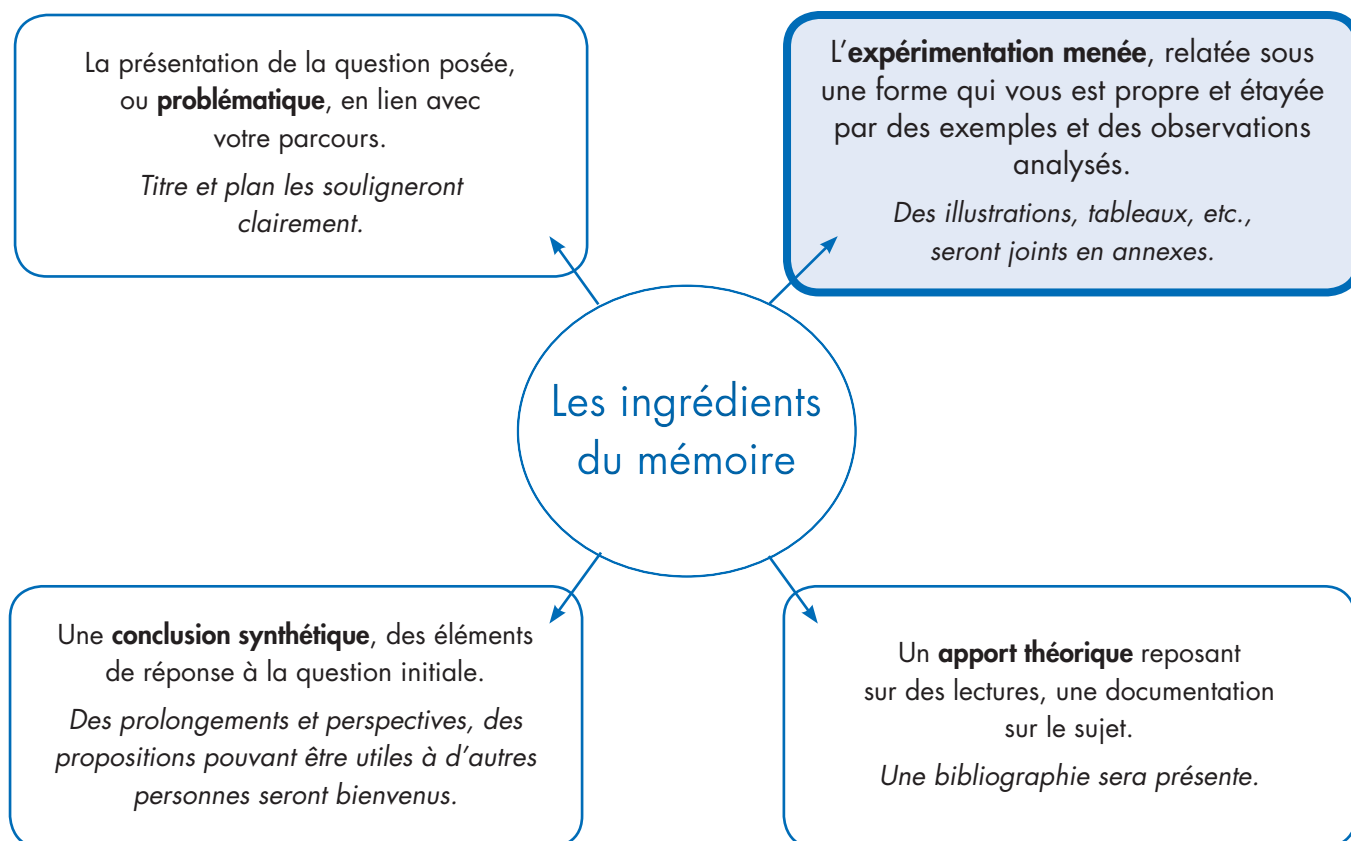 La présentation de la question posée,
ou problématique, en lien avec
votre parcours.
Titre et plan les souligneront
clairement.
L'expérimentation menée, relatée sous
une forme qui vous est propre et étayée
par des exemples et des observations
analysés.
Des illustrations, tableaux, etc.,
seront joints en annexes.
Les ingrédients
du mémoire
Une conclusion synthétique, des éléments
de réponse à la question initiale.
Des prolongements et perspectives, des
propositions pouvant être utiles à d'autres
personnes seront bienvenus.
Un apport théorique reposant
sur des lectures, une documentation
sur le sujet.
Une bibliographie sera présente.